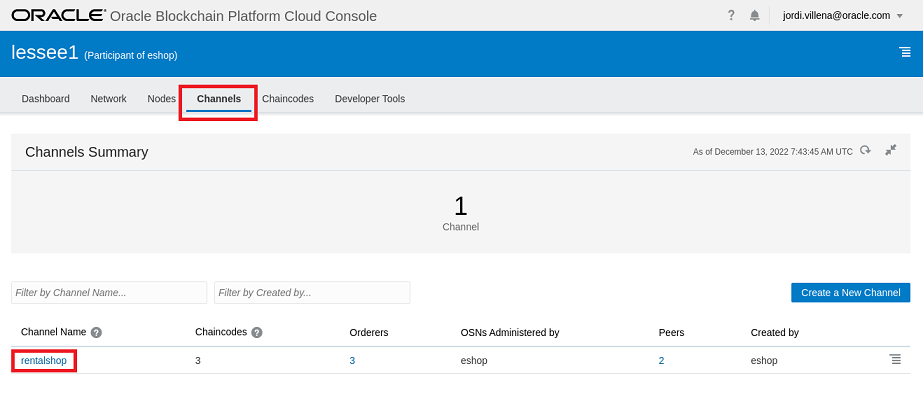 ORACLE® Oracle Blockchain Platform Cloud Console ? jordi.villena@oracle.com
lessee1 (Participant of eshop)
Dashboard Network Nodes Channels Chaincodes Developer Tools
Channels Summary As of December 13, 2022 7:43:45 AM UTC
1
Channel
Filter by Channel Name... Filter by Created by... Create a New Channel
Channel Name ? Chaincodes ? Orderers OSNs Administered by Peers Created by
rentalshop 3 3 eshop 2 eshop